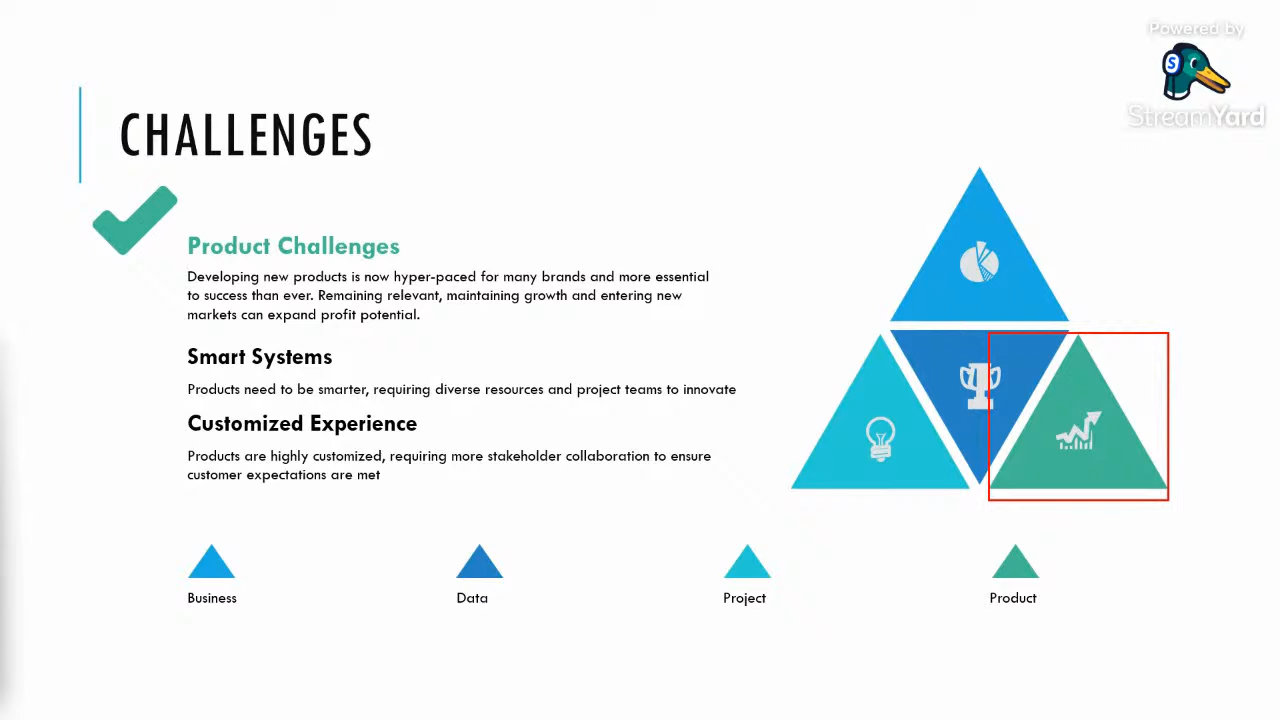 Powered by
S
StreamYard
CHALLENGES
Product Challenges
Developing new products is now hyper-paced for many brands and more essential
to success than ever. Remaining relevant, maintaining growth and entering new
markets can expand profit potential.
Smart Systems
Products need to be smarter, requiring diverse resources and project teams to innovate
Customized Experience
Products are highly customized, requiring more stakeholder collaboration to ensure
customer expectations are met
Business
Data
Project
Product